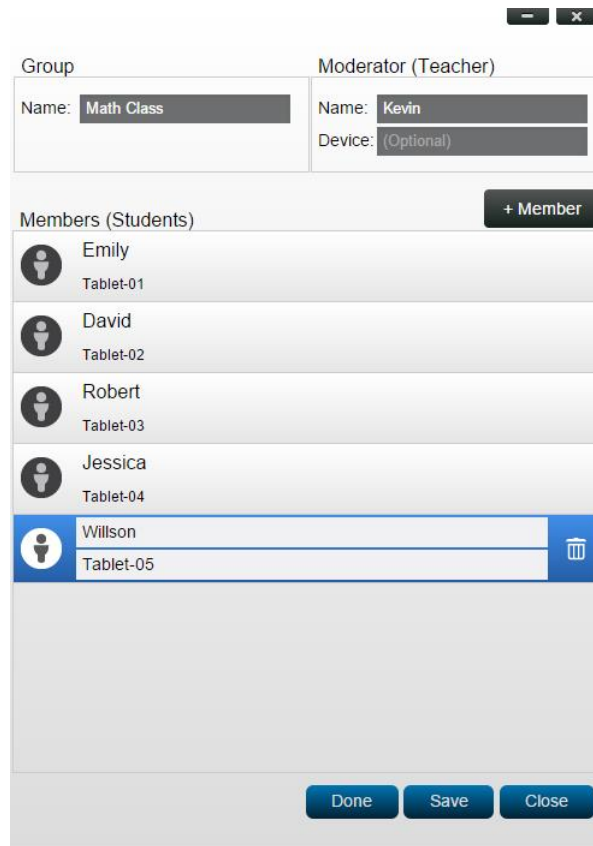 Group
Name: Math Class
Moderator (Teacher)
Name: Kevin
Device: (Optional)
Members (Students)
+ Member
Emily
Tablet-01
David
Tablet-02
Robert
Tablet-03
Jessica
Tablet-04
Willson
Tablet-05
Done Save Close